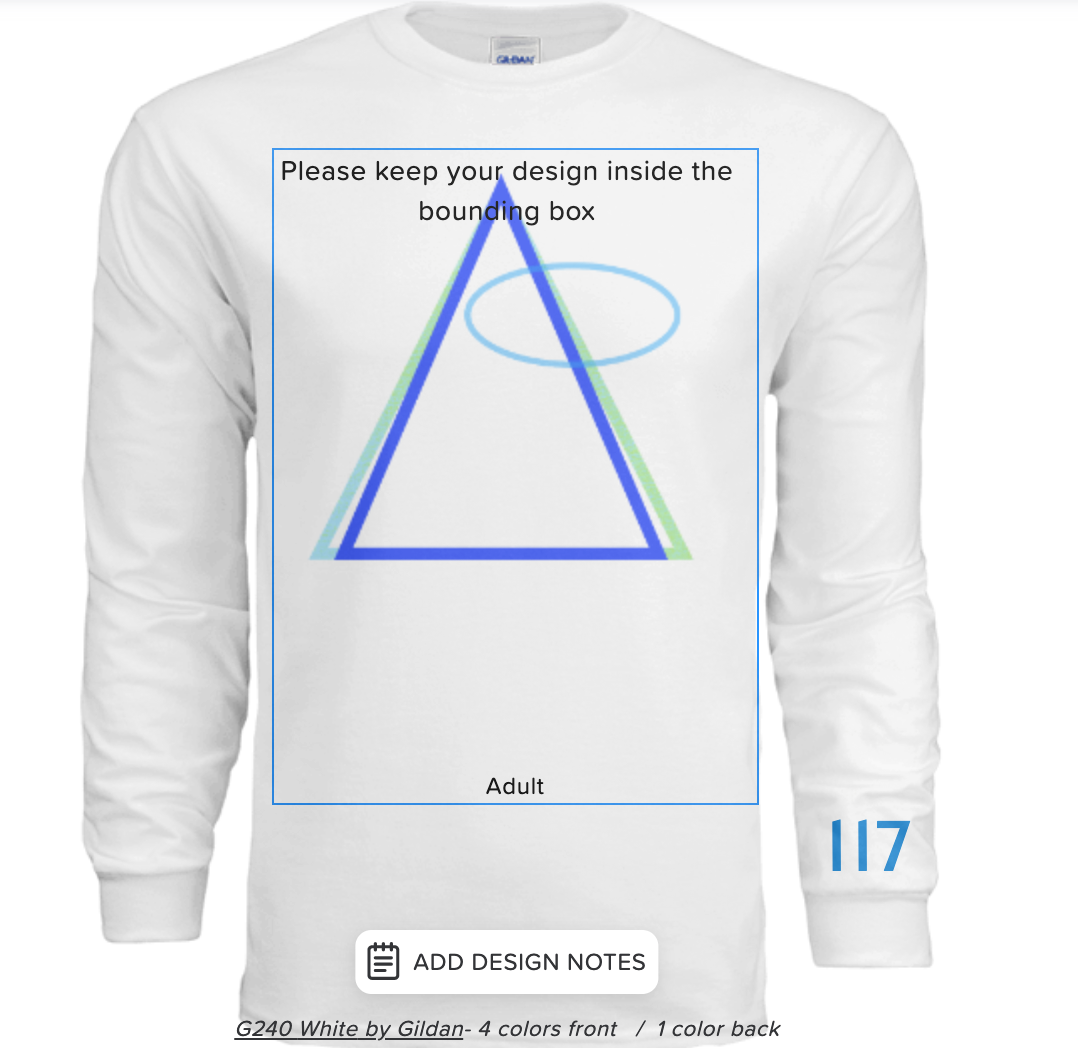 GILDAN
Please keep your design inside the
bounding box
Adult
117
ADD DESIGN NOTES
G240 White by Gildan- 4 colors front / 1 color back